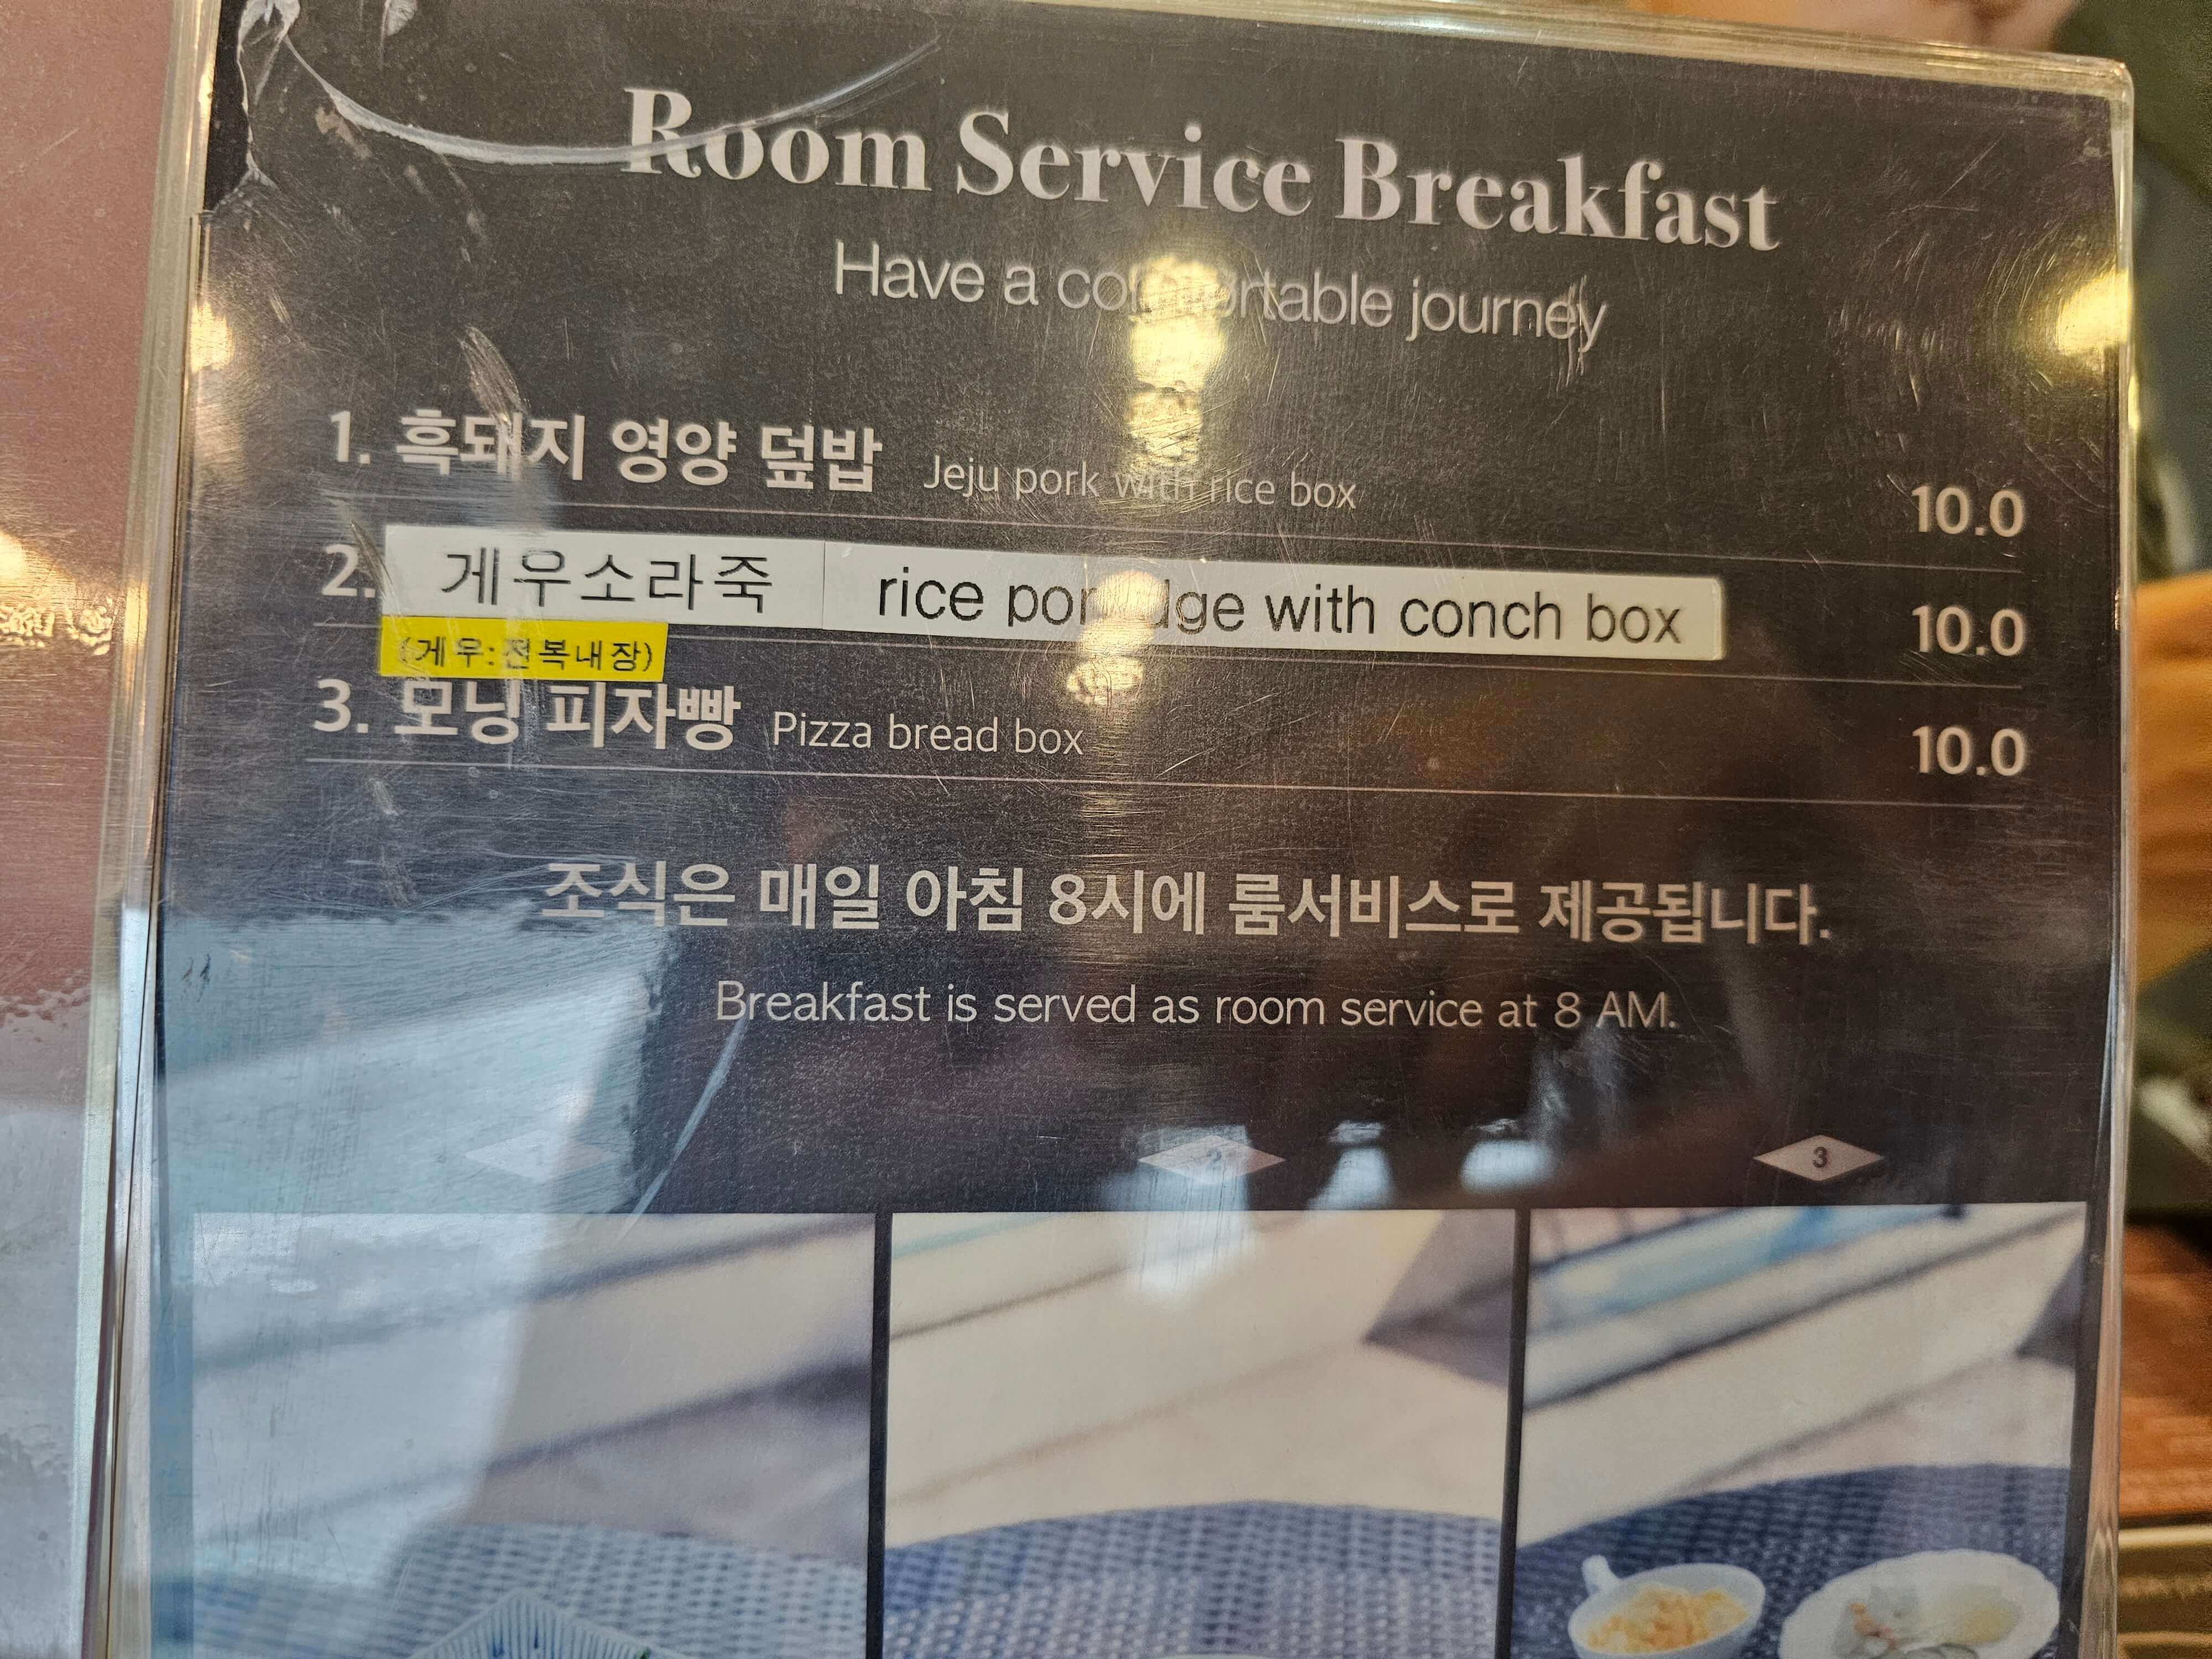 Room Service Breakfast
Have a comfortable journey
1. 흑돼지 영양 덮밥 Jeju pork with rice box 10.0
2. 게우소라죽 rice porridge with conch box 10.0
(게우:전복내장)
3. 모닝 피자빵 Pizza bread box 10.0
조식은 매일 아침 8시에 룸서비스로 제공됩니다.
Breakfast is served as room service at 8 AM.
2 3